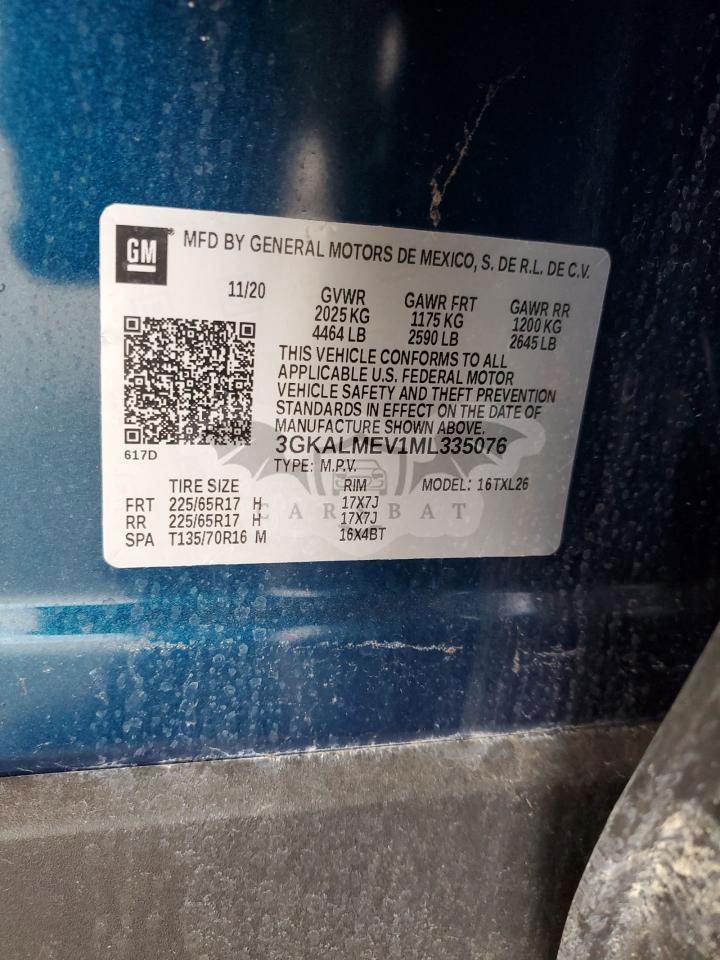 GM
MFD BY GENERAL MOTORS DE MEXICO, S. DE R.L. DE C.V.
11/20 GVWR GAWR FRT GAWR RR
2025 KG 1175 KG 1200 KG
4464 LB 2590 LB 2645 LB
THIS VEHICLE CONFORMS TO ALL
APPLICABLE U.S. FEDERAL MOTOR
VEHICLE SAFETY AND THEFT PREVENTION
STANDARDS IN EFFECT ON THE DATE OF
MANUFACTURE SHOWN ABOVE.
617D
3GKALMEV1ML335076
TYPE: M.P.V. MODEL: 16TXL26
TIRE SIZE RIM
FRT 225/65R17 H 17X7J
RR 225/65R17 H 17X7J
SPA T135/70R16 M 16X4BT
CAR BAT